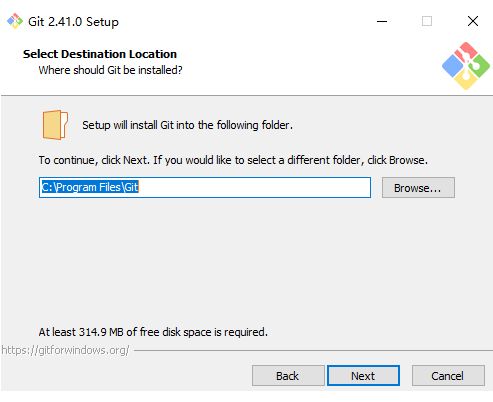 Git 2.41.0 Setup
Select Destination Location
Where should Git be installed?
Setup will install Git into the following folder.
To continue, click Next. If you would like to select a different folder, click Browse.
C:\Program Files\Git
Browse...
At least 314.9 MB of free disk space is required.
https://gitforwindows.org/
Back
Next
Cancel